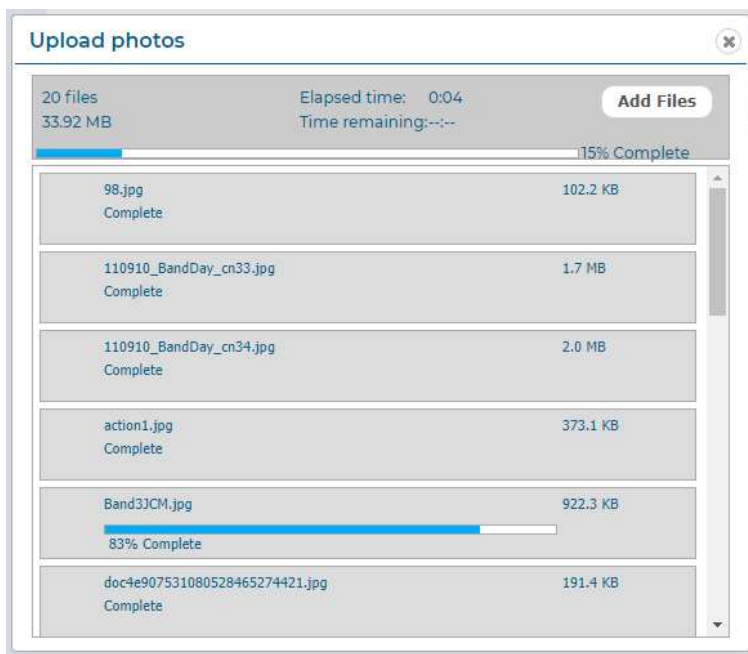 Upload photos
20 files
Elapsed time: 0:04
Add Files
33.92 MB
Time remaining:--:--
15% Complete
98.jpg
102.2 KB
Complete
110910_BandDay_cn33.jpg
1.7 MB
Complete
110910_BandDay_cn34.jpg
2.0 MB
Complete
action1.jpg
373.1 KB
Complete
Band3JCM.jpg
922.3 KB
83% Complete
doc4e907531080528465274421.jpg
191.4 KB
Complete